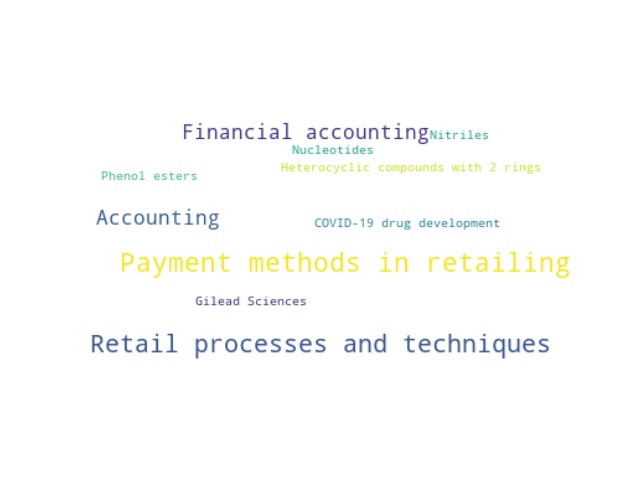 Financial accounting
Nitriles
Nucleotides
Heterocyclic compounds with 2 rings
Phenol esters
Accounting
COVID-19 drug development
Payment methods in retailing
Gilead Sciences
Retail processes and techniques